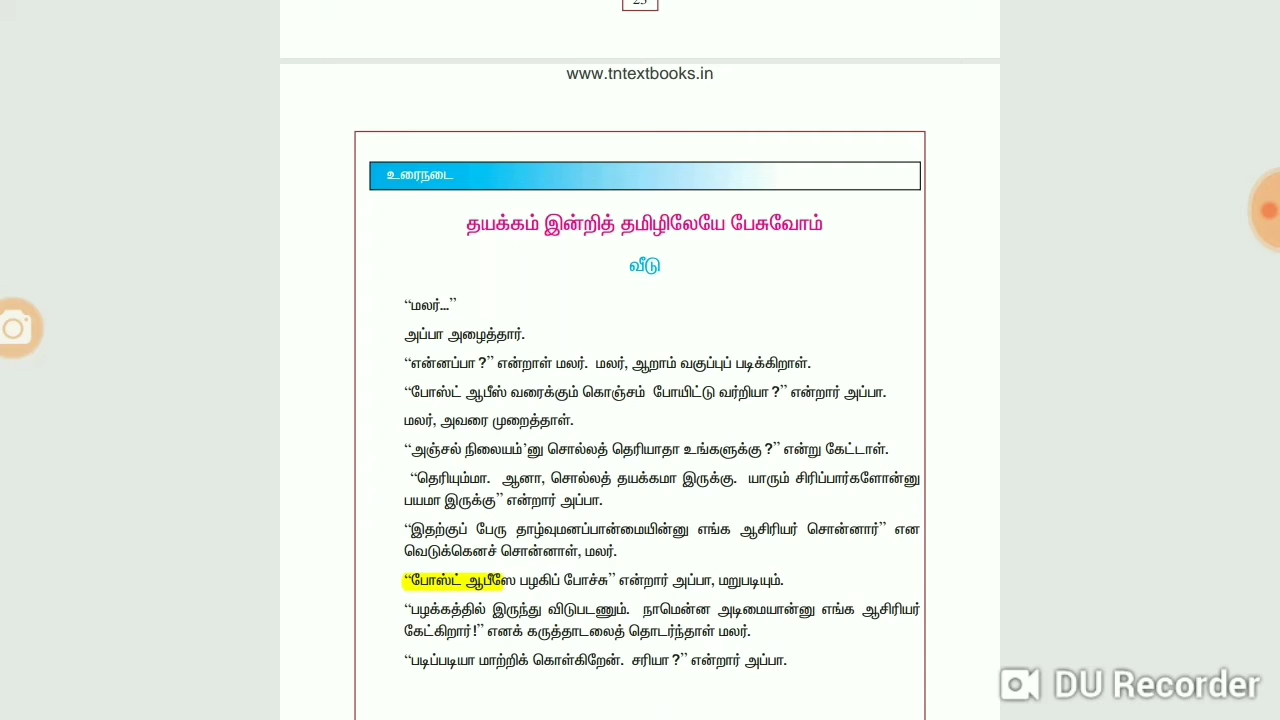 25
www.tntextbooks.in
உரைநடை
தயக்கம் இன்றித் தமிழிலேயே பேசுவோம்
வீடு
“மலர்...”
அப்பா அழைத்தார்.
“என்னப்பா ?” என்றாள் மலர். மலர், ஆறாம் வகுப்புப் படிக்கிறாள்.
“போஸ்ட் ஆபீஸ் வரைக்கும் கொஞ்சம் போயிட்டு வர்றியா ?” என்றார் அப்பா.
மலர், அவரை முறைத்தாள்.
“அஞ்சல் நிலையம்’னு சொல்லத் தெரியாதா உங்களுக்கு ?” என்று கேட்டாள்.
“தெரியும்மா. ஆனா, சொல்லத் தயக்கமா இருக்கு. யாரும் சிரிப்பார்களோன்னு
பயமா இருக்கு” என்றார் அப்பா.
“இதற்குப் பேரு தாழ்வுமனப்பான்மையின்னு எங்க ஆசிரியர் சொன்னார்” என
வெடுக்கெனச் சொன்னாள், மலர்.
“போஸ்ட் ஆபீஸே பழகிப் போச்சு” என்றார் அப்பா, மறுபடியும்.
“பழக்கத்தில் இருந்து விடுபடணும். நாமென்ன அடிமையான்னு எங்க ஆசிரியர்
கேட்கிறார்!” எனக் கருத்தாடலைத் தொடர்ந்தாள் மலர்.
“படிப்படியா மாற்றிக் கொள்கிறேன். சரியா ?” என்றார் அப்பா.
DU Recorder